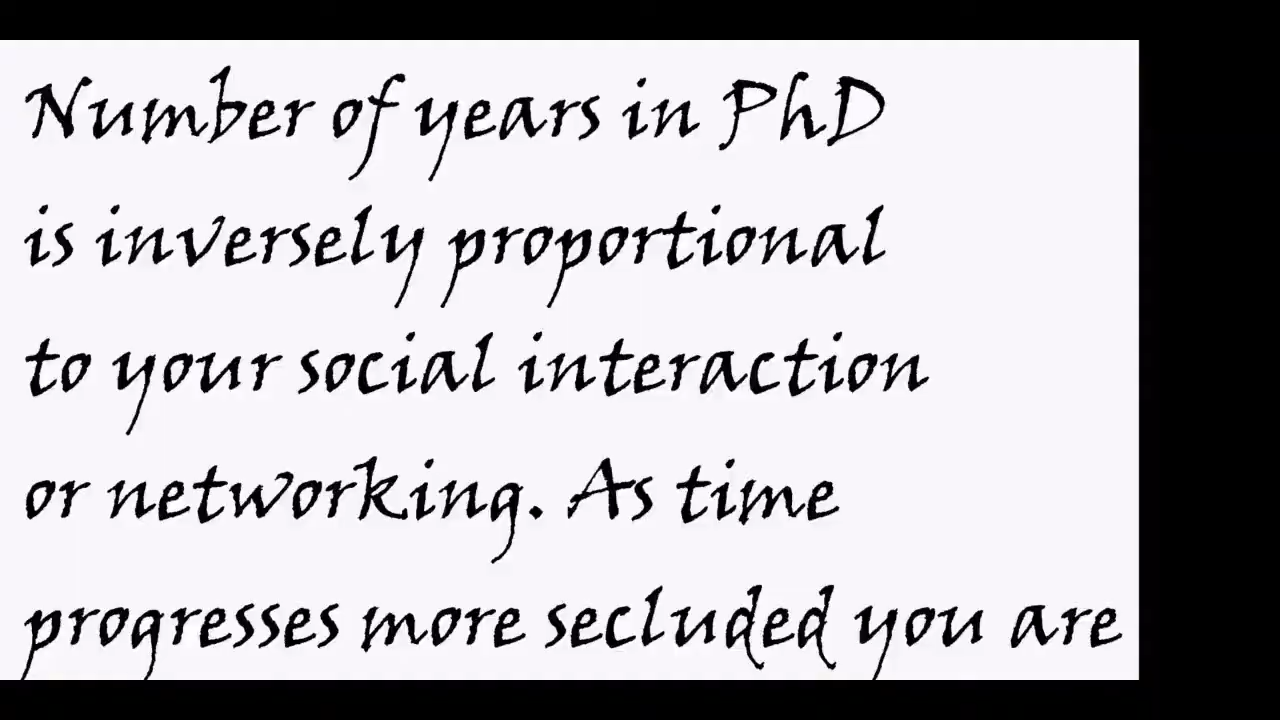 Number of years in PhD
is inversely proportional
to your social interaction
or networking. As time
progresses more secluded you are